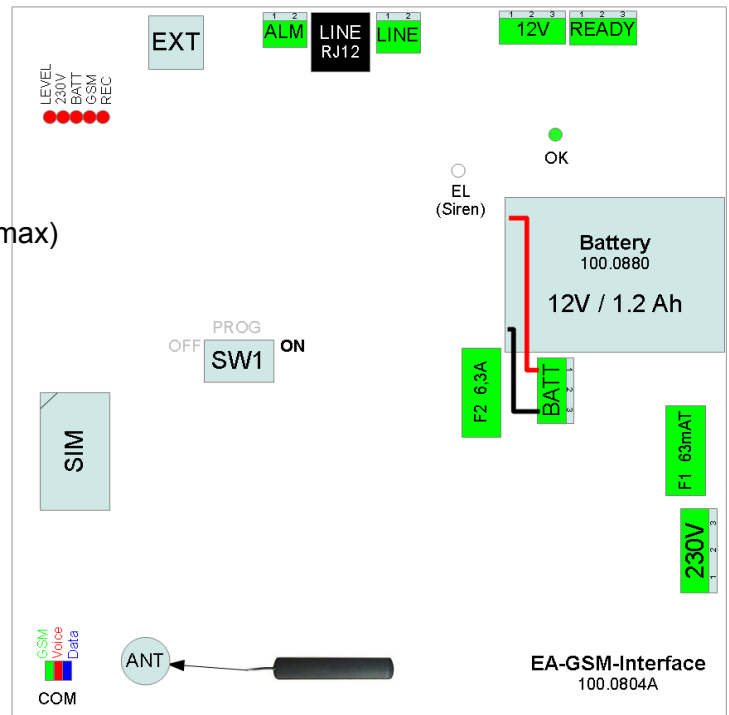 EXT
1 2
ALM
LINE
RJ12
1 2
LINE
1 2 3
12V
1 2 3
READY
LEVEL
230V
BATT
GSM
REC
OK
EL
(Siren)
max)
Battery
100.0880
12V / 1.2 Ah
PROG
OFF
SW1
ON
F2 6,3A
BATT
1 2 3
SIM
F1 63mAT
230V
1 2 3
GSM
Voice
Data
COM
ANT
EA-GSM-Interface
100.0804A